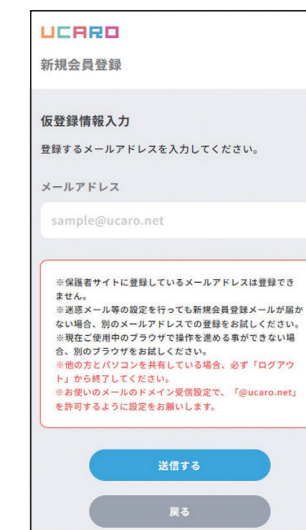 UCARO
新規会員登録
仮登録情報入力
登録するメールアドレスを入力してください。
メールアドレス
sample@ucaro.net
※保護者サイトに登録しているメールアドレスは登録でき
ません。
※迷惑メール等の設定を行っても新規会員登録メールが届か
ない場合、別のメールアドレスでの登録をお試しください。
※現在ご使用中のブラウザで操作を進める事ができない場
合、別のブラウザをお試しください。
※他の方とパソコンを共有している場合、必ず「ログアウ
ト」から終了してください。
※お使いのメールのドメイン受信設定で、「@ucaro.net」
を許可するように設定をお願いします。
送信する
戻る